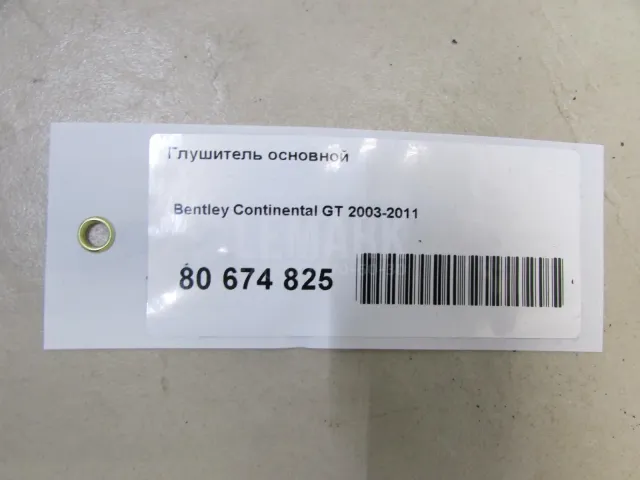 Глушитель основной
Bentley Continental GT 2003-2011
80 674 825